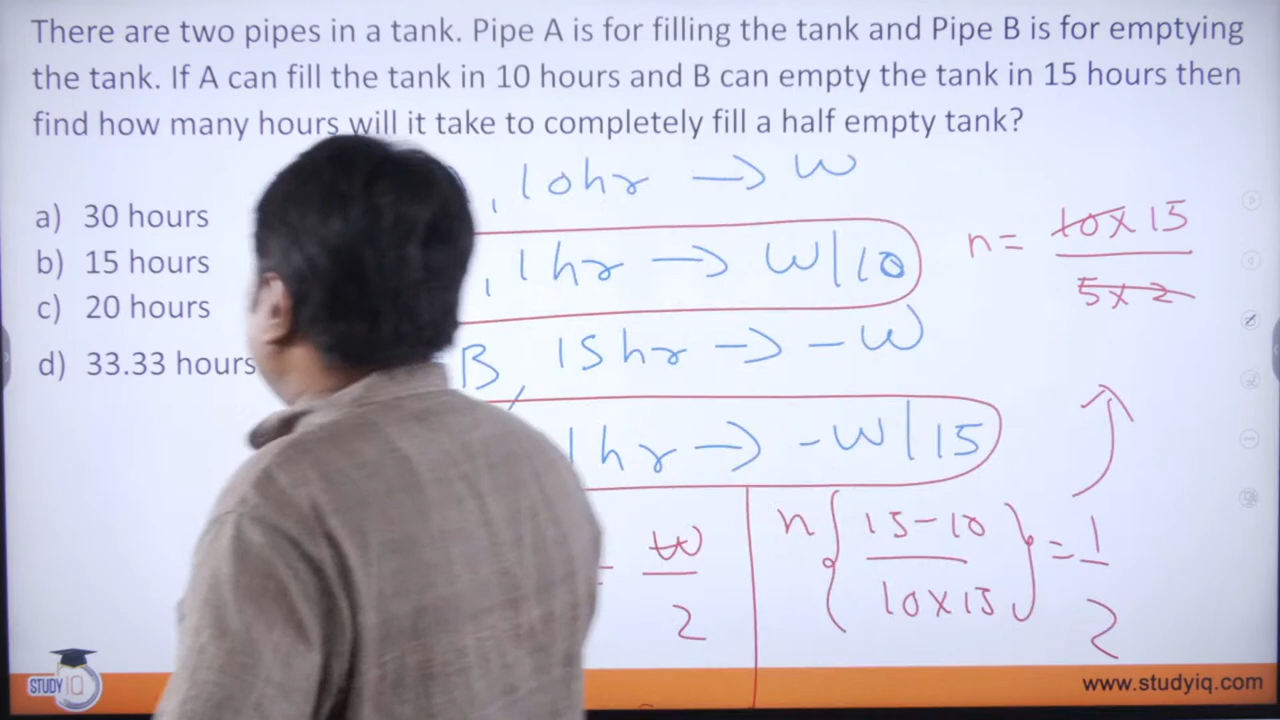 There are two pipes in a tank. Pipe A is for filling the tank and Pipe B is for emptying
the tank. If A can fill the tank in 10 hours and B can empty the tank in 15 hours then
find how many hours will it take to completely fill a half empty tank?
a) 30 hours
b) 15 hours
c) 20 hours
d) 33.33 hours
, 10hr → W
, 1hr → W/10
B, 15hr → -W
1hr → -W/15
= W/2
n{15-10/10x15} = 1/2
n= 10x15/5x2
STUDY IQ
www.studyiq.com